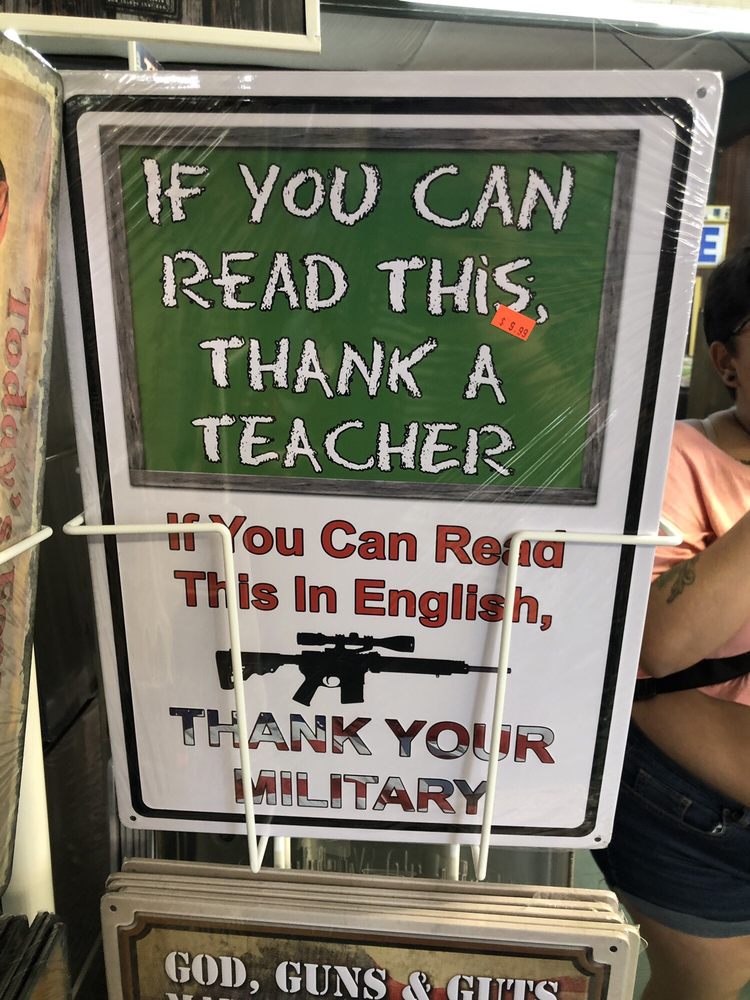 IF YOU CAN
READ THIS,
$ 9.99
THANK A
TEACHER
If You Can Read
This In English,
THANK YOUR
MILITARY
GOD, GUNS & GUTS
Today's
E